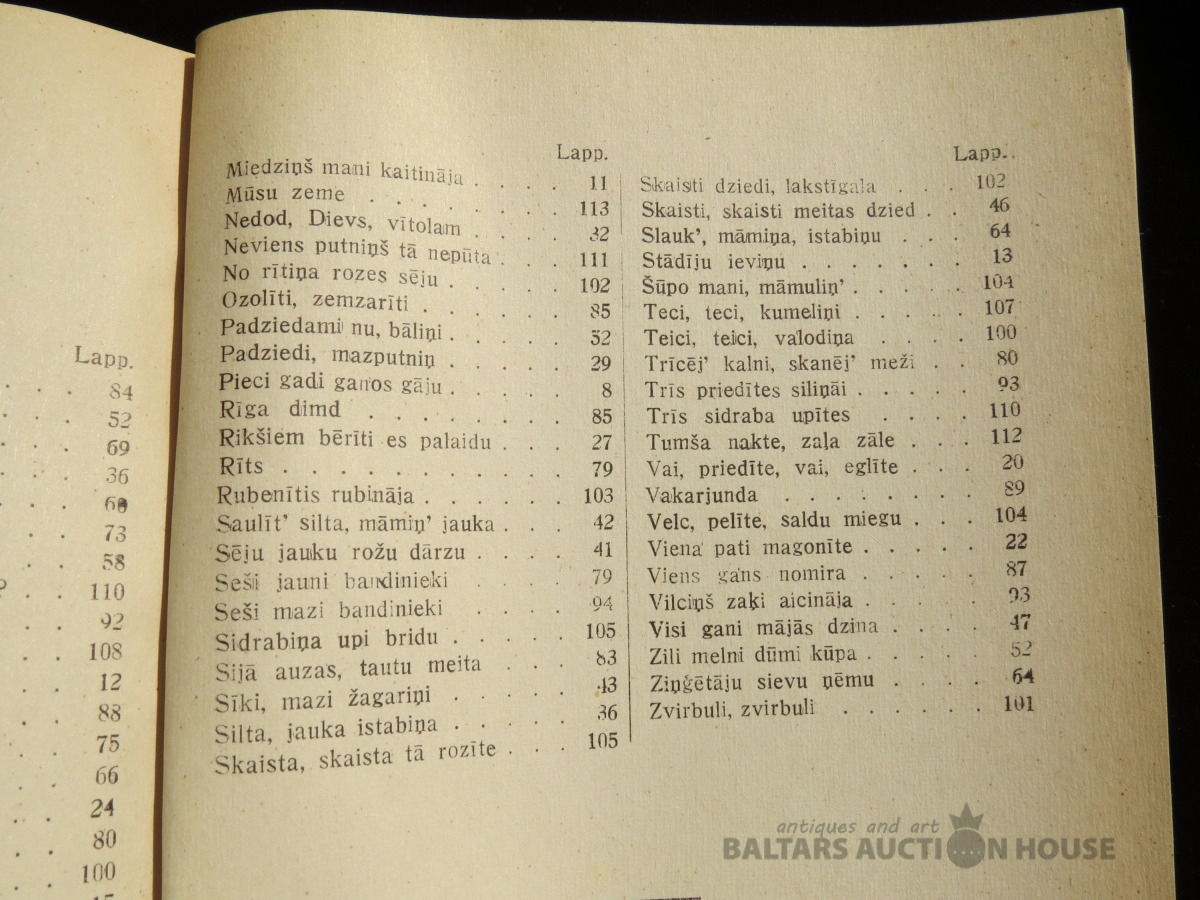 Lapp.
84
52
69
36
60
73
58
? . . 110
92
108
12
88
75
66
24
80
100
Lapp.
Miedziņš mani kaitināja . . . . 11
Mūsu zeme . . . . . . . 113
Nedod, Dievs, vītolam . . . . 32
Neviens putniņš tā nepūta . . . 111
No rītiņa rozes sēju . . . . . 102
Ozolīti, zemzarīti . . . . . . 85
Padziedami nu, bāliņi . . . . . 52
Padziedi, mazputniņ . . . . . 29
Pieci gadi ganos gāju . . . . . 8
Rīga dimd . . . . . . . 85
Rikšiem bērīti es palaidu . . . 27
Rīts . . . . . . . . . . 79
Rubenītis rubināja . . . . . . 103
Saulīt’ silta, māmiņ’ jauka . . . 42
Sēju jauku rožu dārzu . . . . 41
Seši jauni bandinieki . . . . 79
Seši mazi bandinieki . . . . 94
Sidrabiņa upi bridu . . . . . 105
Sijā auzas, tautu meita . . . 83
Sīki, mazi žagariņi . . . . 43
Silta, jauka istabiņa . . . . . 36
Skaista, skaista tā rozīte . . . 105
Lapp.
Skaisti dziedi, lakstīgala . . . 102
Skaisti, skaisti meitas dzied . . 46
Slauk’, māmiņa, istabiņu . . . 64
Stādīju ieviņu . . . . . . . 13
Šūpo mani, māmuliņ’ . . . . . 104
Teci, teci, kumeliņi . . . . . 107
Teici, teici, valodiņa . . . . 100
Trīcēj’ kalni, skanēj’ meži . . 80
Trīs priedītes siliņāi . . . . . 93
Trīs sidraba upītes . . . . 110
Tumša nakte, zaļa zāle . . . 112
Vai, priedīte, vai, eglīte . . . 20
Vakarjunda . . . . . . . 89
Velc, pelīte, saldu miegu . . . 104
Viena pati magonīte . . . . . 22
Viens gans nomira . . . . . 87
Vilciņš zaķi aicināja . . . . . 93
Visi gani mājās dzina . . . . 47
Zili melni dūmi kūpa . . . . . 52
Ziņģētāju sievu ņēmu . . . . 64
Zvirbuli, zvirbuli . . . . . . 101
antiques and art
BALTARS AUCTION HOUSE